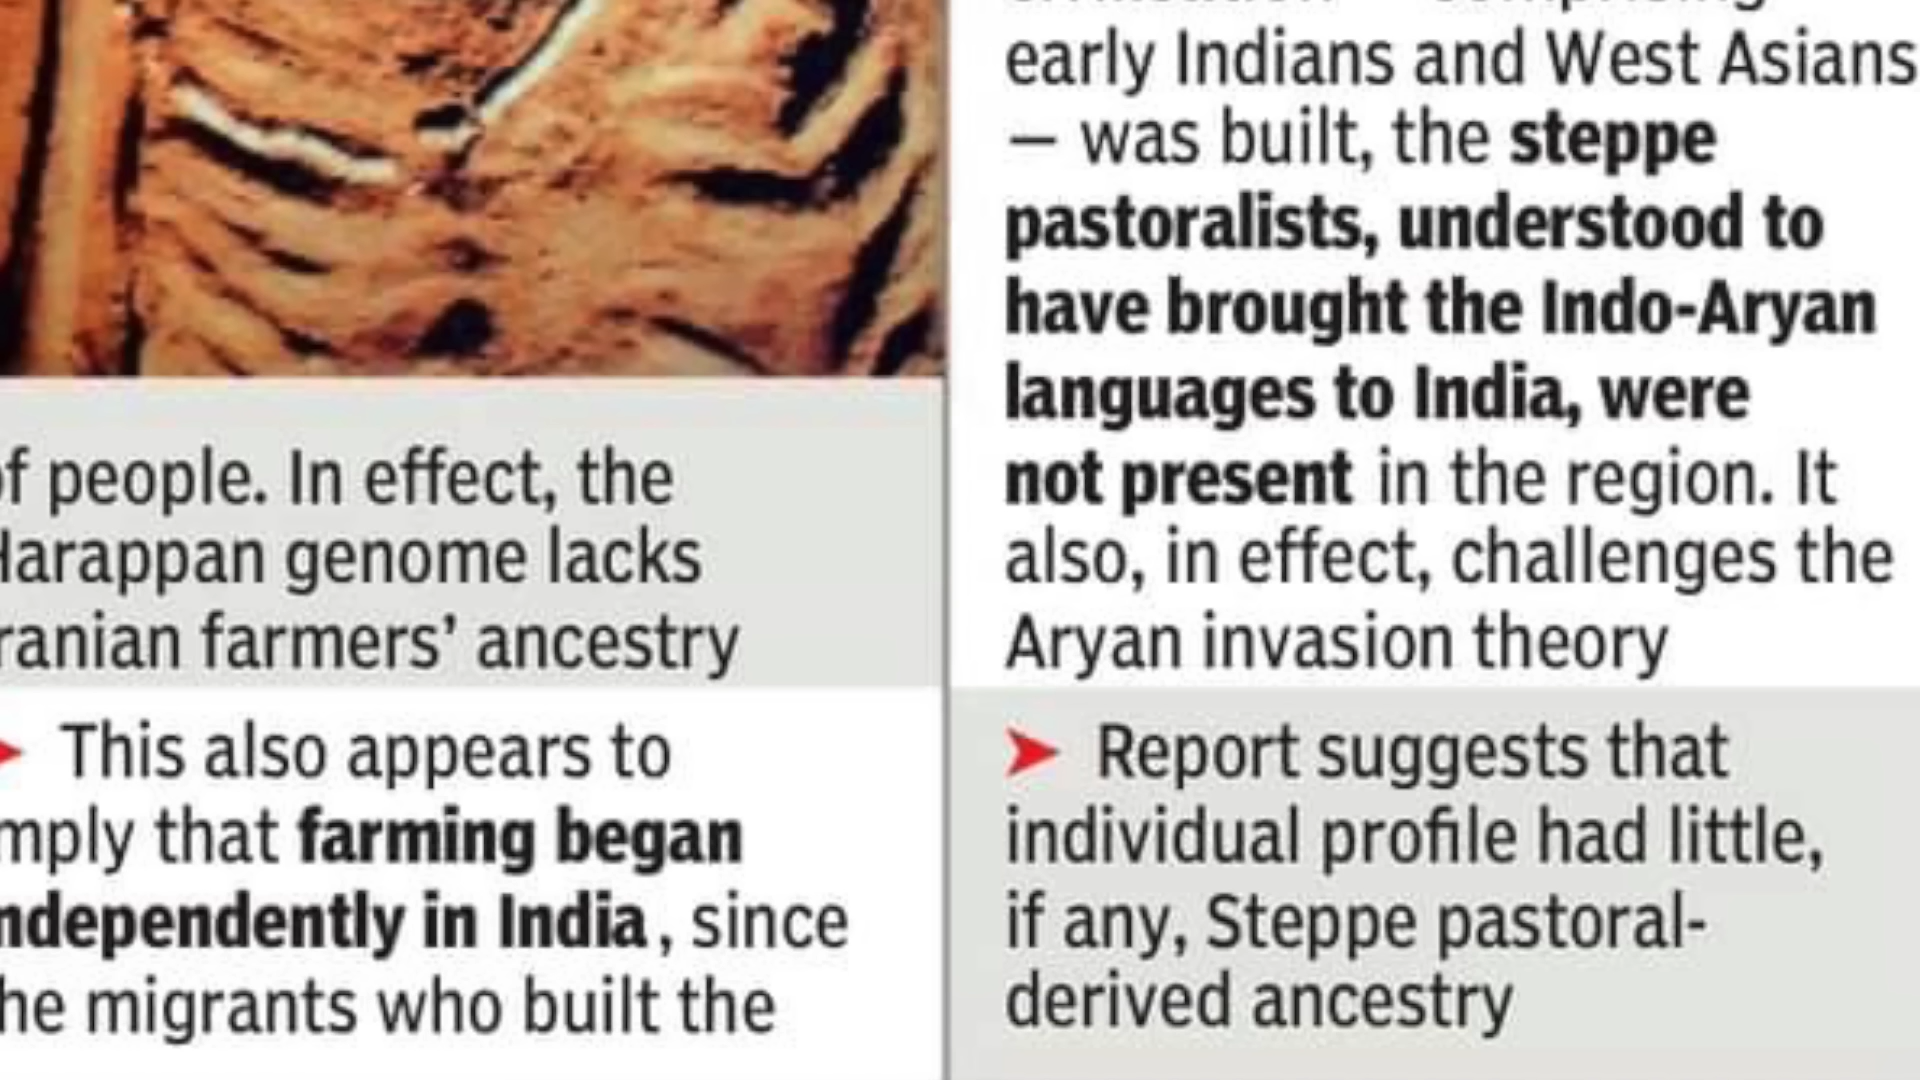 of people. In effect, the
Harappan genome lacks
ranian farmers’ ancestry
This also appears to
mply that farming began
ndependently in India, since
he migrants who built the
early Indians and West Asians
— was built, the steppe
pastoralists, understood to
have brought the Indo-Aryan
languages to India, were
not present in the region. It
also, in effect, challenges the
Aryan invasion theory
Report suggests that
individual profile had little,
if any, Steppe pastoral-
derived ancestry